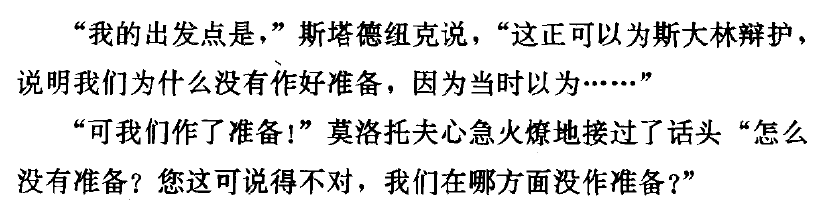 “我的出发点是，”斯塔德纽克说，“这正可以为斯大林辩护，
说明我们为什么没有作好准备，因为当时以为……”
“可我们作了准备！”莫洛托夫心急火燎地接过了话头“怎么
没有准备？您这可说得不对，我们在哪方面没作准备？”